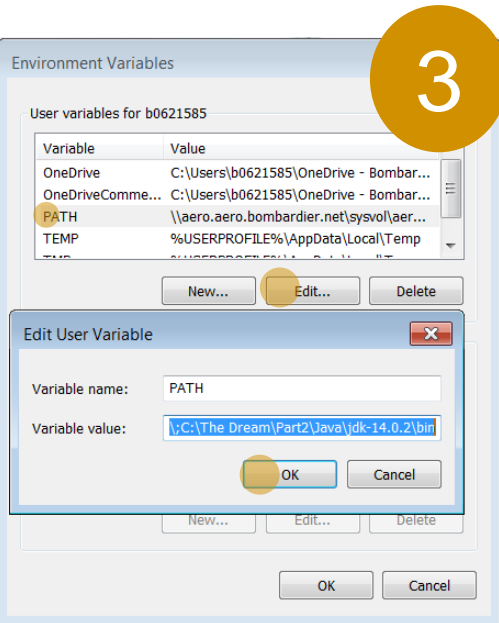 3
Environment Variables
User variables for b0621585
Variable Value
OneDrive C:\Users\b0621585\OneDrive - Bombar...
OneDriveComme... C:\Users\b0621585\OneDrive - Bombar...
PATH \\aero.aero.bombardier.net\sysvol\aer...
TEMP %USERPROFILE%\AppData\Local\Temp
New... Edit... Delete
Edit User Variable
Variable name: PATH
Variable value: \;C:\The Dream\Part2\Java\jdk-14.0.2\bin
OK Cancel
New... Edit... Delete
OK Cancel